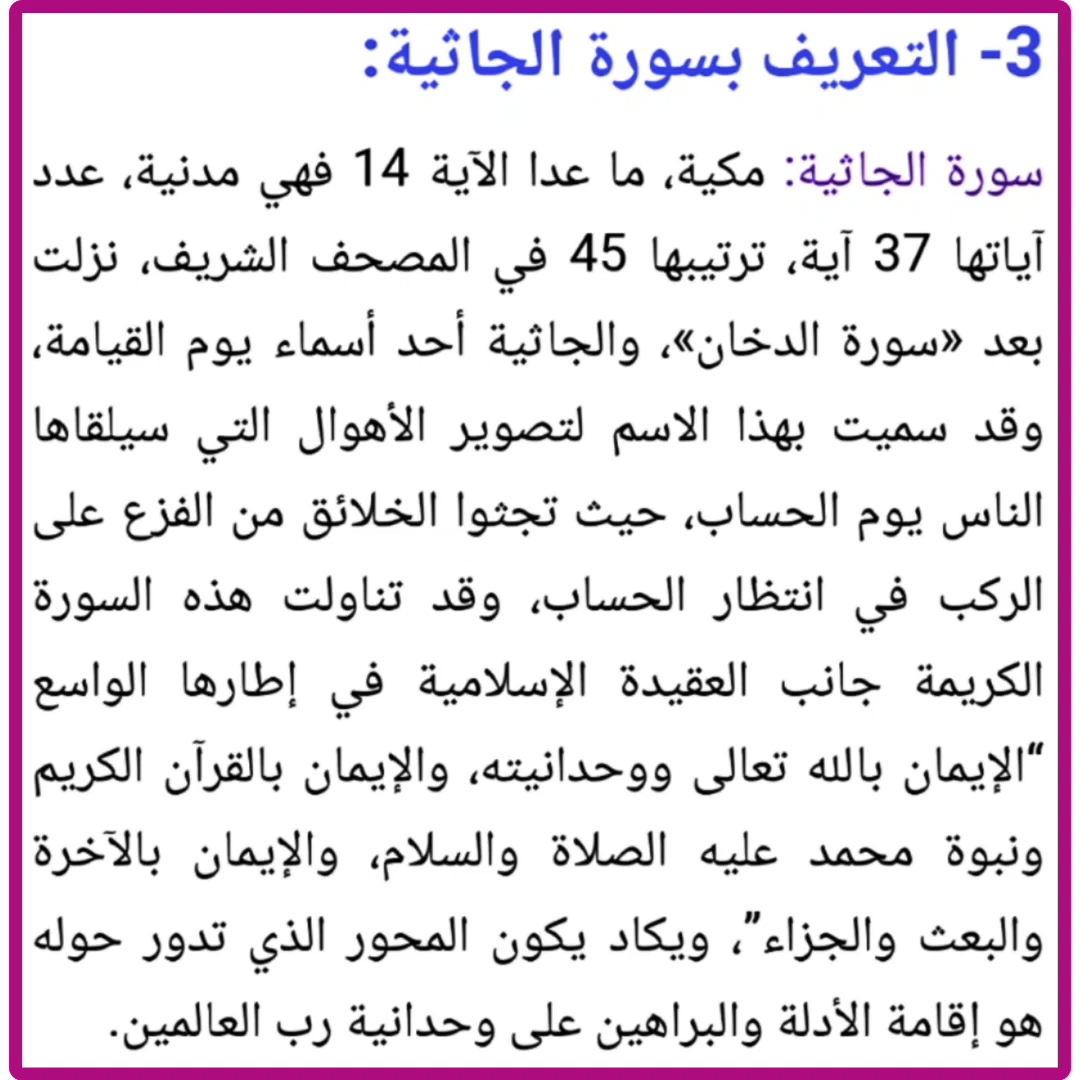 3- التعريف بسورة الجاثية:
سورة الجاثية: مكية، ما عدا الآية 14 فهي مدنية، عدد
آياتها 37 آية، ترتيبها 45 في المصحف الشريف، نزلت
بعد «سورة الدخان»، والجاثية أحد أسماء يوم القيامة،
وقد سميت بهذا الاسم لتصوير الأهوال التي سيلقاها
الناس يوم الحساب، حيث تجثوا الخلائق من الفزع على
الركب في انتظار الحساب، وقد تناولت هذه السورة
الكريمة جانب العقيدة الإسلامية في إطارها الواسع
“الإيمان بالله تعالى ووحدانيته، والإيمان بالقرآن الكريم
ونبوة محمد عليه الصلاة والسلام، والإيمان بالآخرة
والبعث والجزاء”، ويكاد يكون المحور الذي تدور حوله
هو إقامة الأدلة والبراهين على وحدانية رب العالمين.